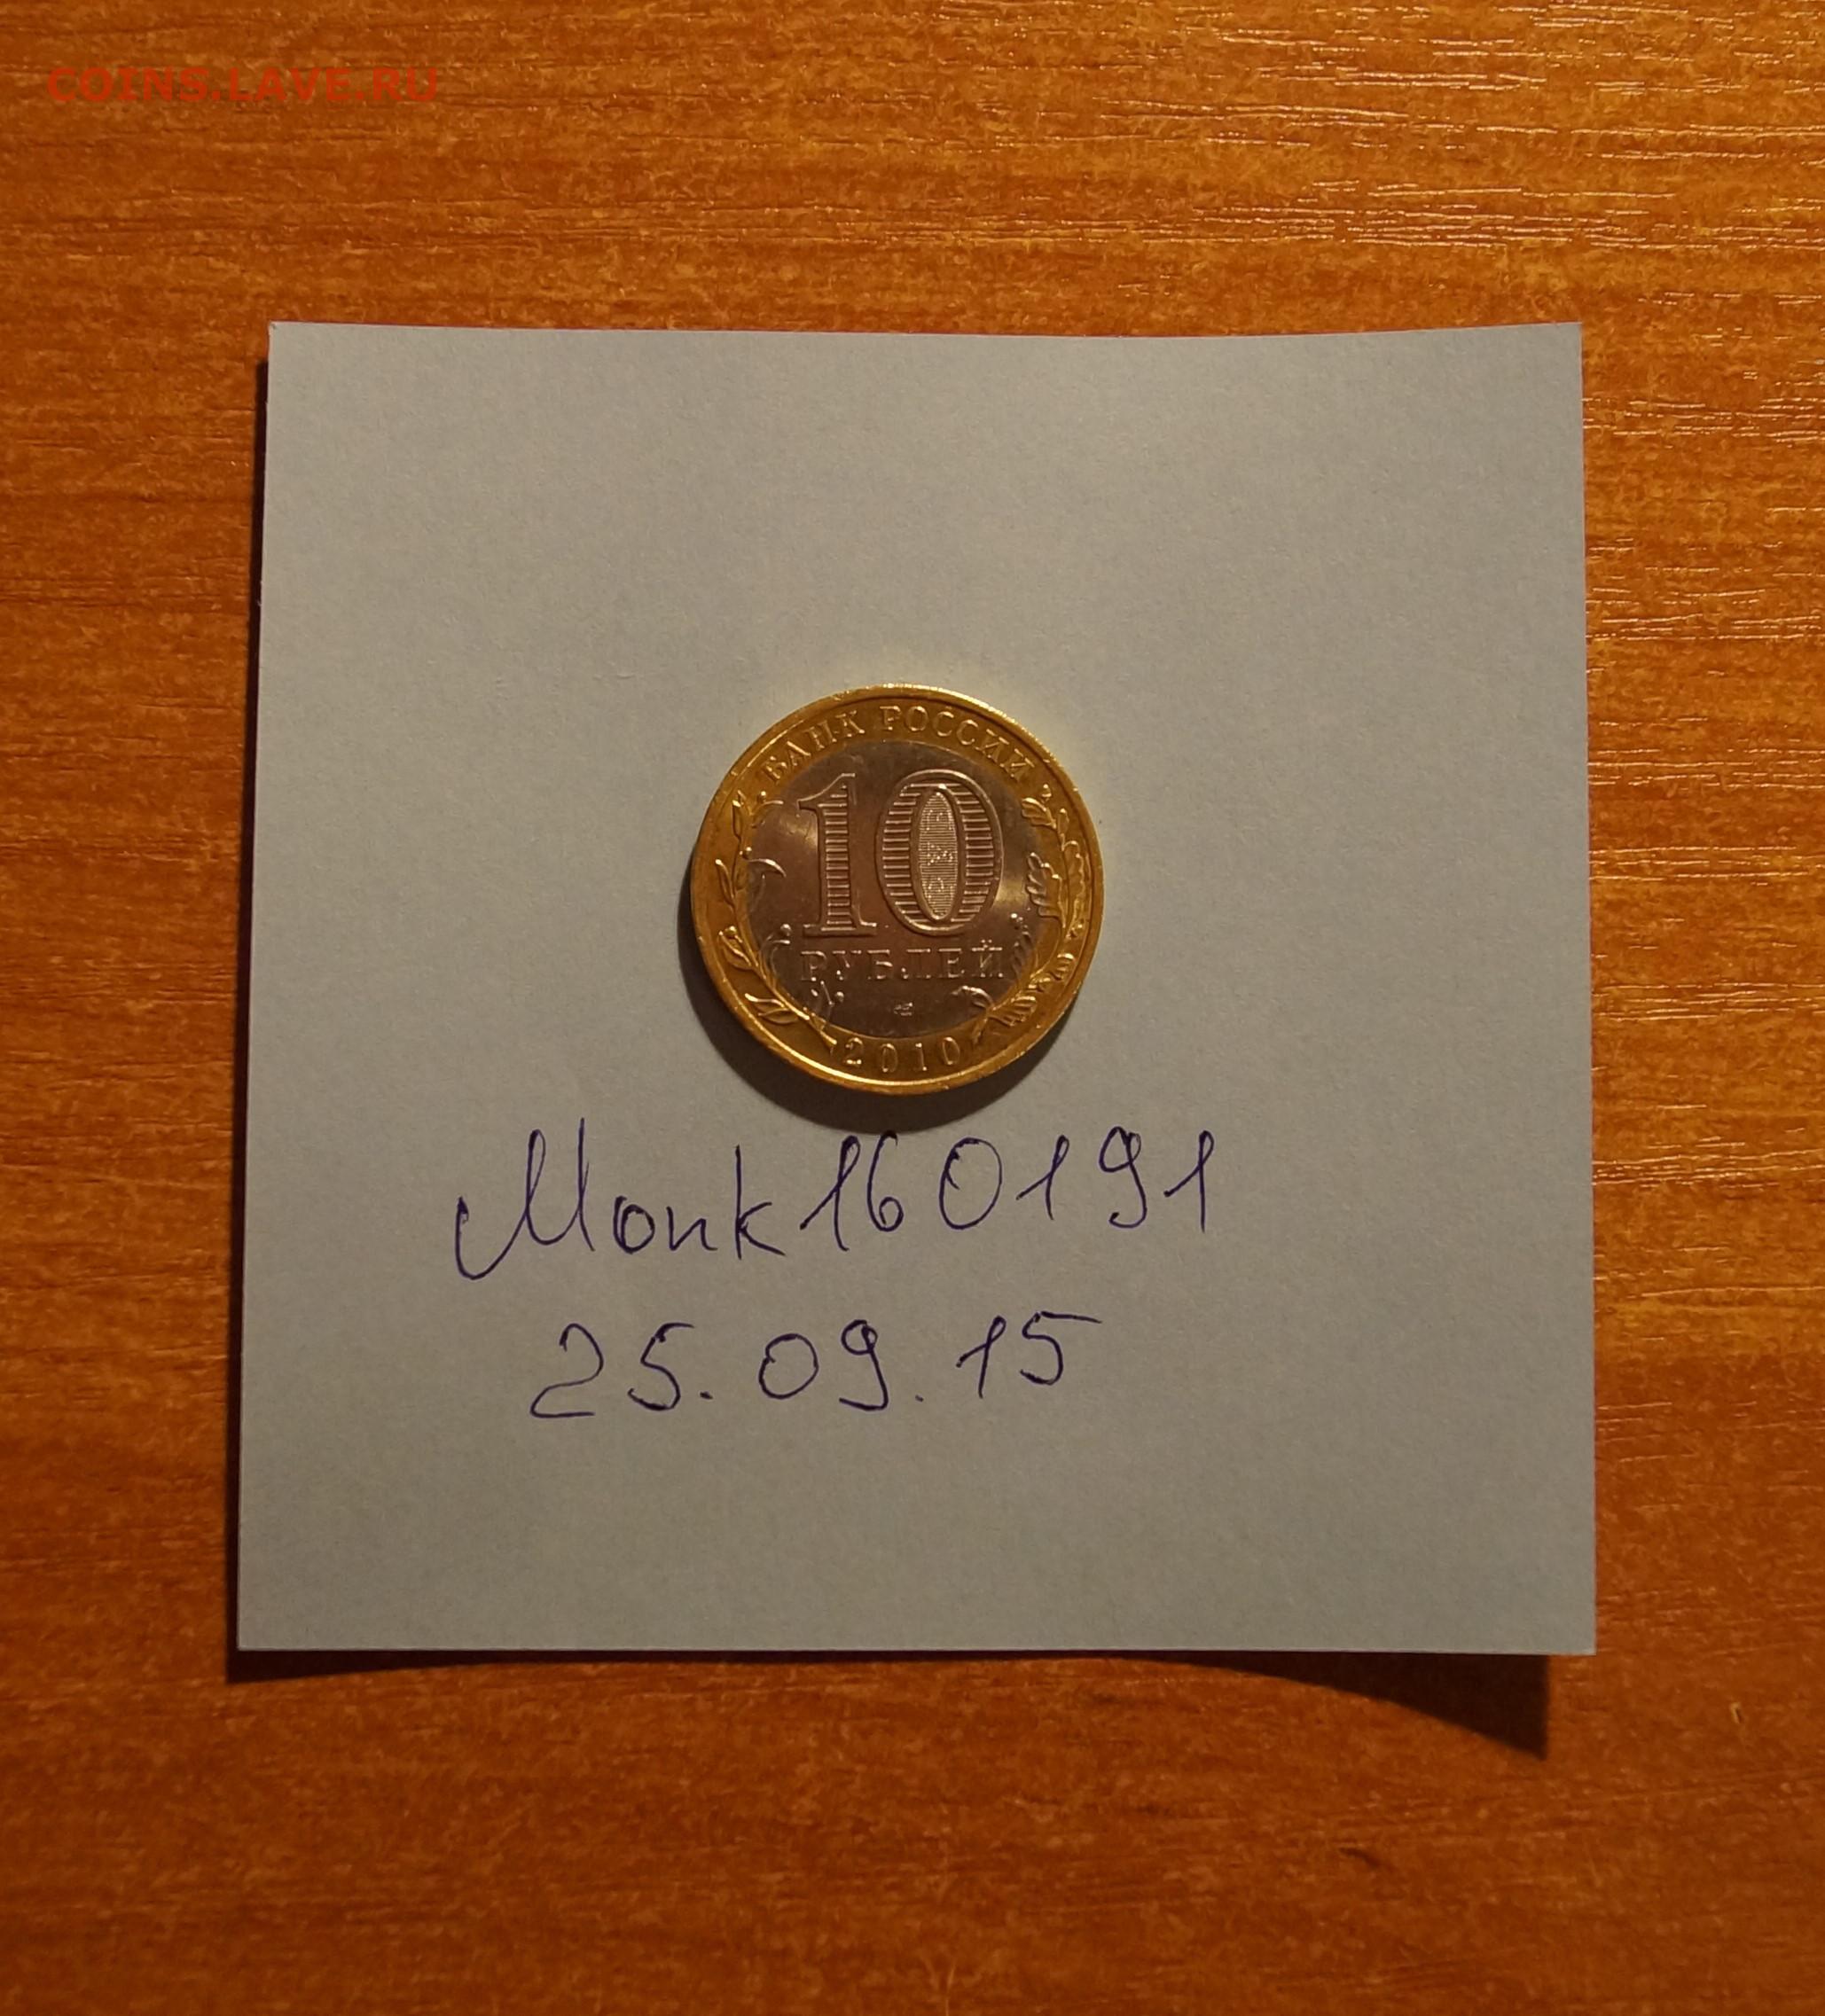 COINS.LAVE.RU
БАНК РОССИИ
10
РУБЛЕЙ
2010
Monk160191
25.09.15